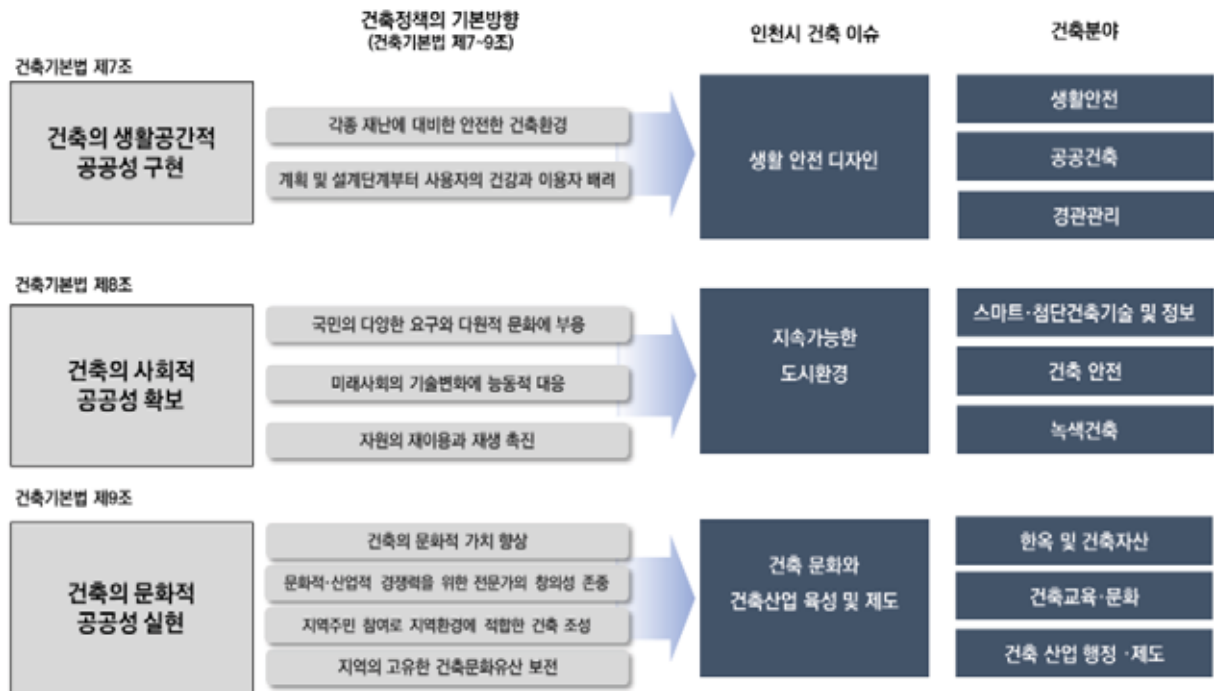 건축정책의 기본방향
(건축기본법 제7~9조)
인천시 건축 이슈
건축분야
건축기본법 제7조
건축의 생활공간적
공공성 구현
각종 재난에 대비한 안전한 건축환경
계획 및 설계단계부터 사용자의 건강과 이용자 배려
생활 안전 디자인
생활안전
공공건축
경관관리
건축기본법 제8조
건축의 사회적
공공성 확보
국민의 다양한 요구와 다원적 문화에 부응
미래사회의 기술변화에 능동적 대응
자원의 재이용과 재생 촉진
지속가능한
도시환경
스마트·첨단건축기술 및 정보
건축 안전
녹색건축
건축기본법 제9조
건축의 문화적
공공성 실현
건축의 문화적 가치 향상
문화적·산업적 경쟁력을 위한 전문가의 창의성 존중
지역주민 참여로 지역환경에 적합한 건축 조성
지역의 고유한 건축문화유산 보전
건축 문화와
건축산업 육성 및 제도
한옥 및 건축자산
건축교육·문화
건축 산업 행정 ·제도